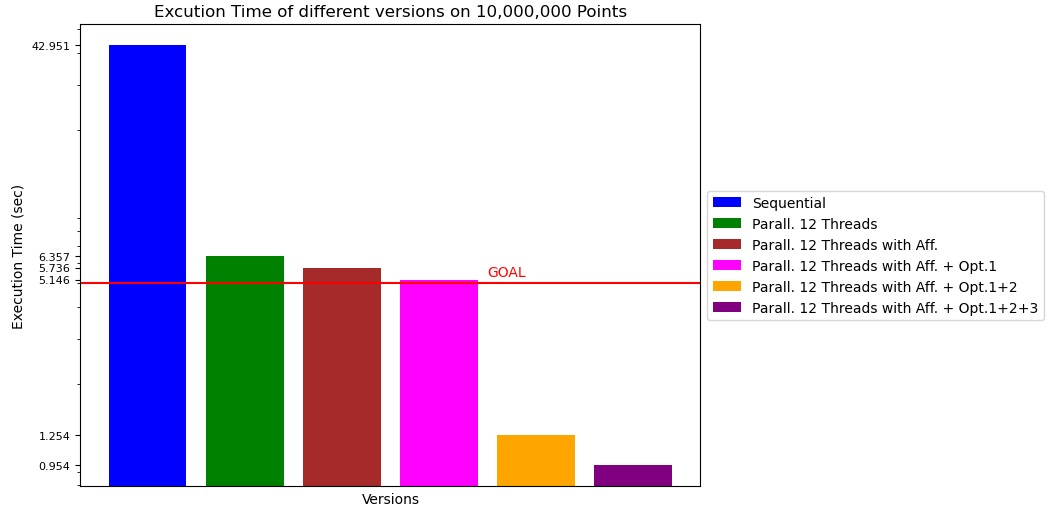 Excution Time of different versions on 10,000,000 Points
Execution Time (sec)
42.951
6.357
5.736
5.146
1.254
0.954
GOAL
Versions
Sequential
Parall. 12 Threads
Parall. 12 Threads with Aff.
Parall. 12 Threads with Aff. + Opt.1
Parall. 12 Threads with Aff. + Opt.1+2
Parall. 12 Threads with Aff. + Opt.1+2+3